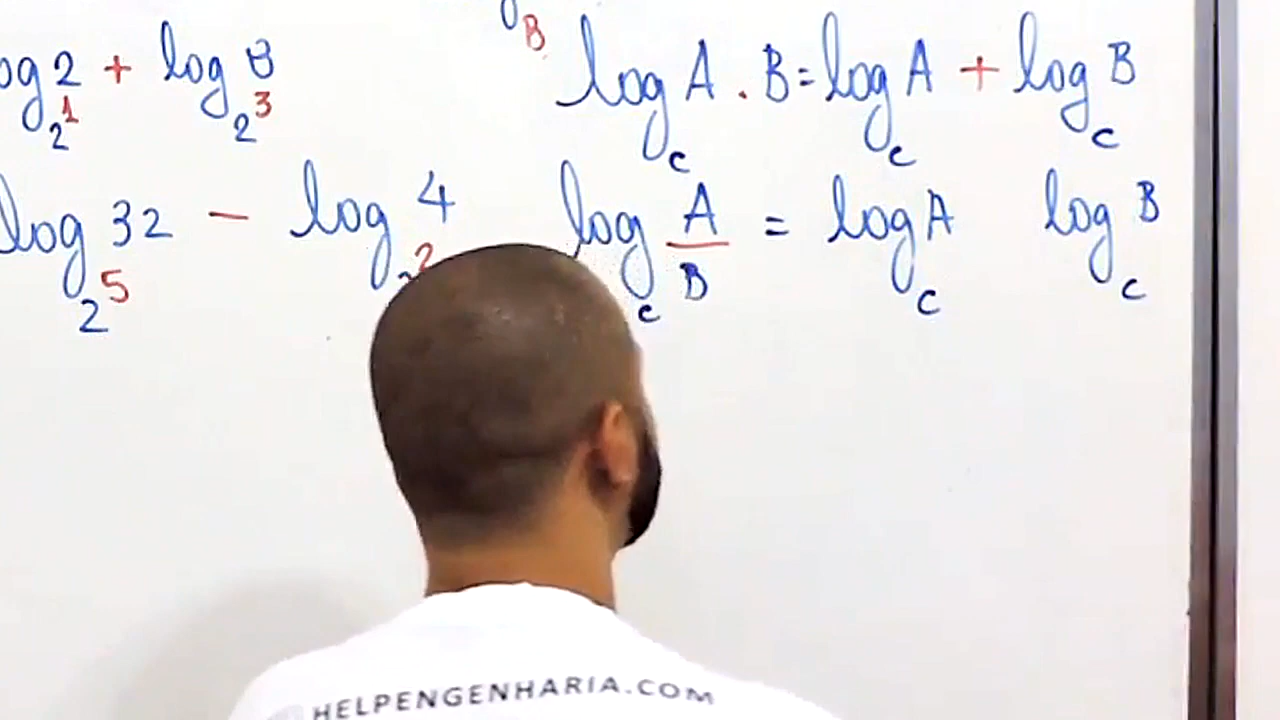 B
og 2 + log 8
2 1 2 3
log A . B = log A + log B
c c c
log 32 - log 4
2 5 2
log A/B = log A log B
c c c
HELPENGENHARIA.COM